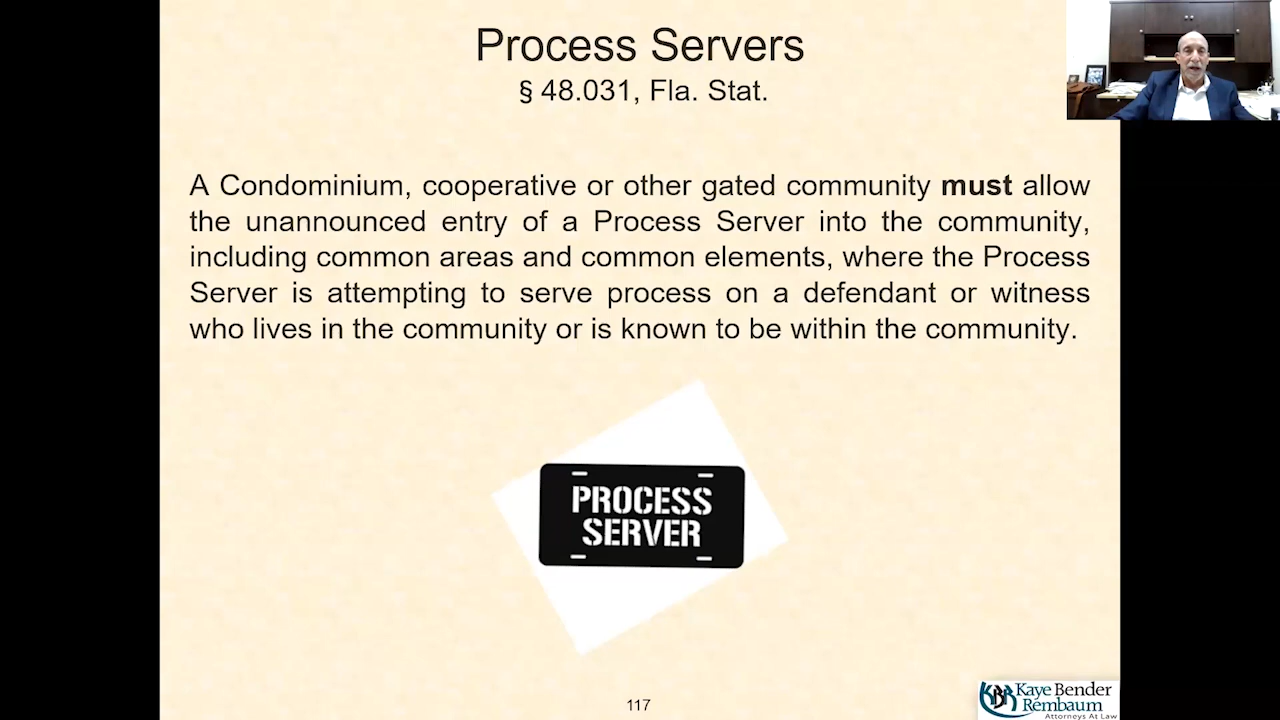 Process Servers
§ 48.031, Fla. Stat.
A Condominium, cooperative or other gated community must allow
the unannounced entry of a Process Server into the community,
including common areas and common elements, where the Process
Server is attempting to serve process on a defendant or witness
who lives in the community or is known to be within the community.
PROCESS
SERVER
117
KBR Kaye Bender
Rembaum
Attorneys At Law